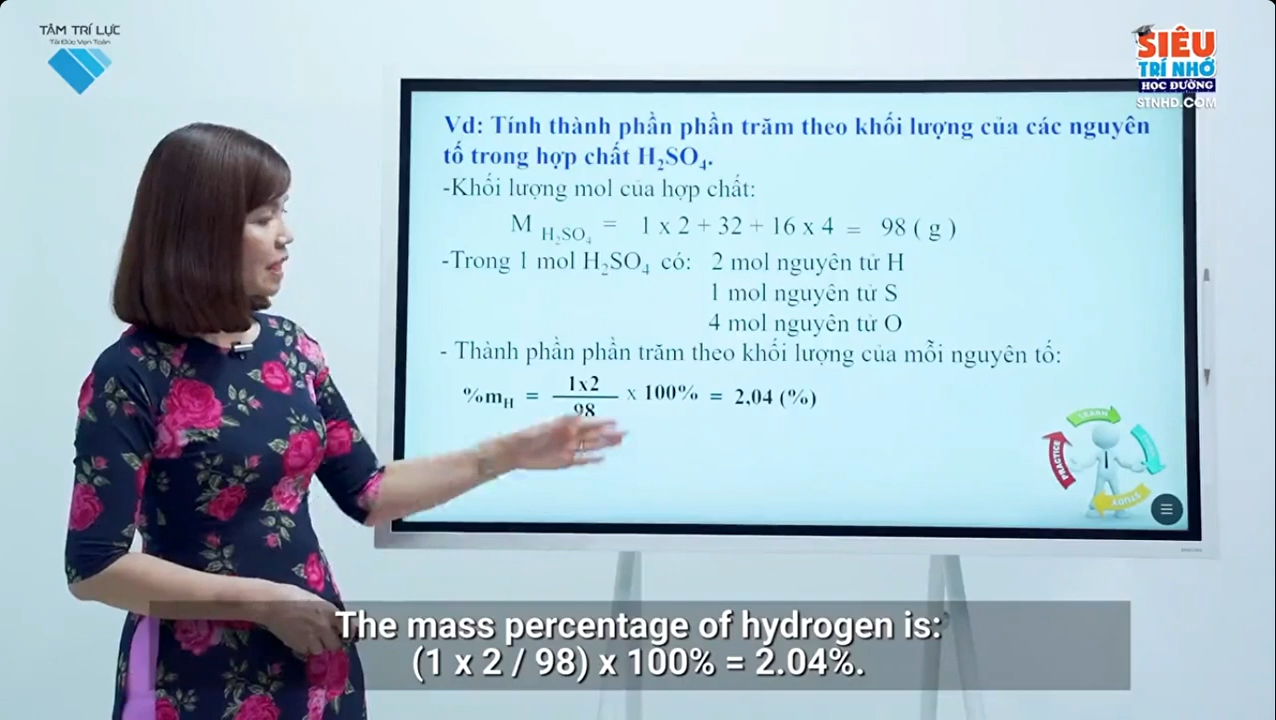 TÂM TRÍ LỰC
Tài Đức Vẹn Toàn
SIÊU
TRÍ NHỚ
HỌC ĐƯỜNG
STNHD.COM
Vd: Tính thành phần phần trăm theo khối lượng của các nguyên
tố trong hợp chất H₂SO₄.
-Khối lượng mol của hợp chất:
M H₂SO₄ = 1 x 2 + 32 + 16 x 4 = 98 ( g )
-Trong 1 mol H₂SO₄ có: 2 mol nguyên tử H
1 mol nguyên tử S
4 mol nguyên tử O
- Thành phần phần trăm theo khối lượng của mỗi nguyên tố:
%mH = 1x2 / 98 x 100% = 2,04 (%)
LEARN
PRACTICE
STUDY
The mass percentage of hydrogen is:
(1 x 2 / 98) x 100% = 2.04%.